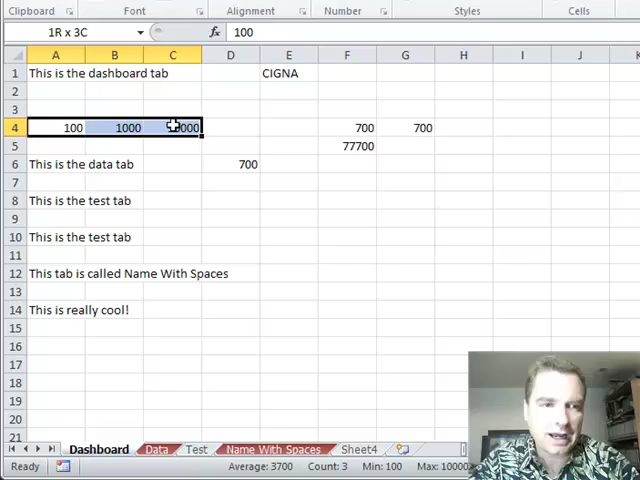 Clipboard Font Alignment Number Styles Cells
1R x 3C fx 100
A B C D E F G H I J K
1 This is the dashboard tab CIGNA
2
3
4 100 1000 0000 700 700
5 77700
6 This is the data tab 700
7
8 This is the test tab
9
10 This is the test tab
11
12 This tab is called Name With Spaces
13
14 This is really cool!
15
16
17
18
19
20
21
Dashboard Data Test Name With Spaces Sheet4
Ready Average: 3700 Count: 3 Min: 100 Max: 10000